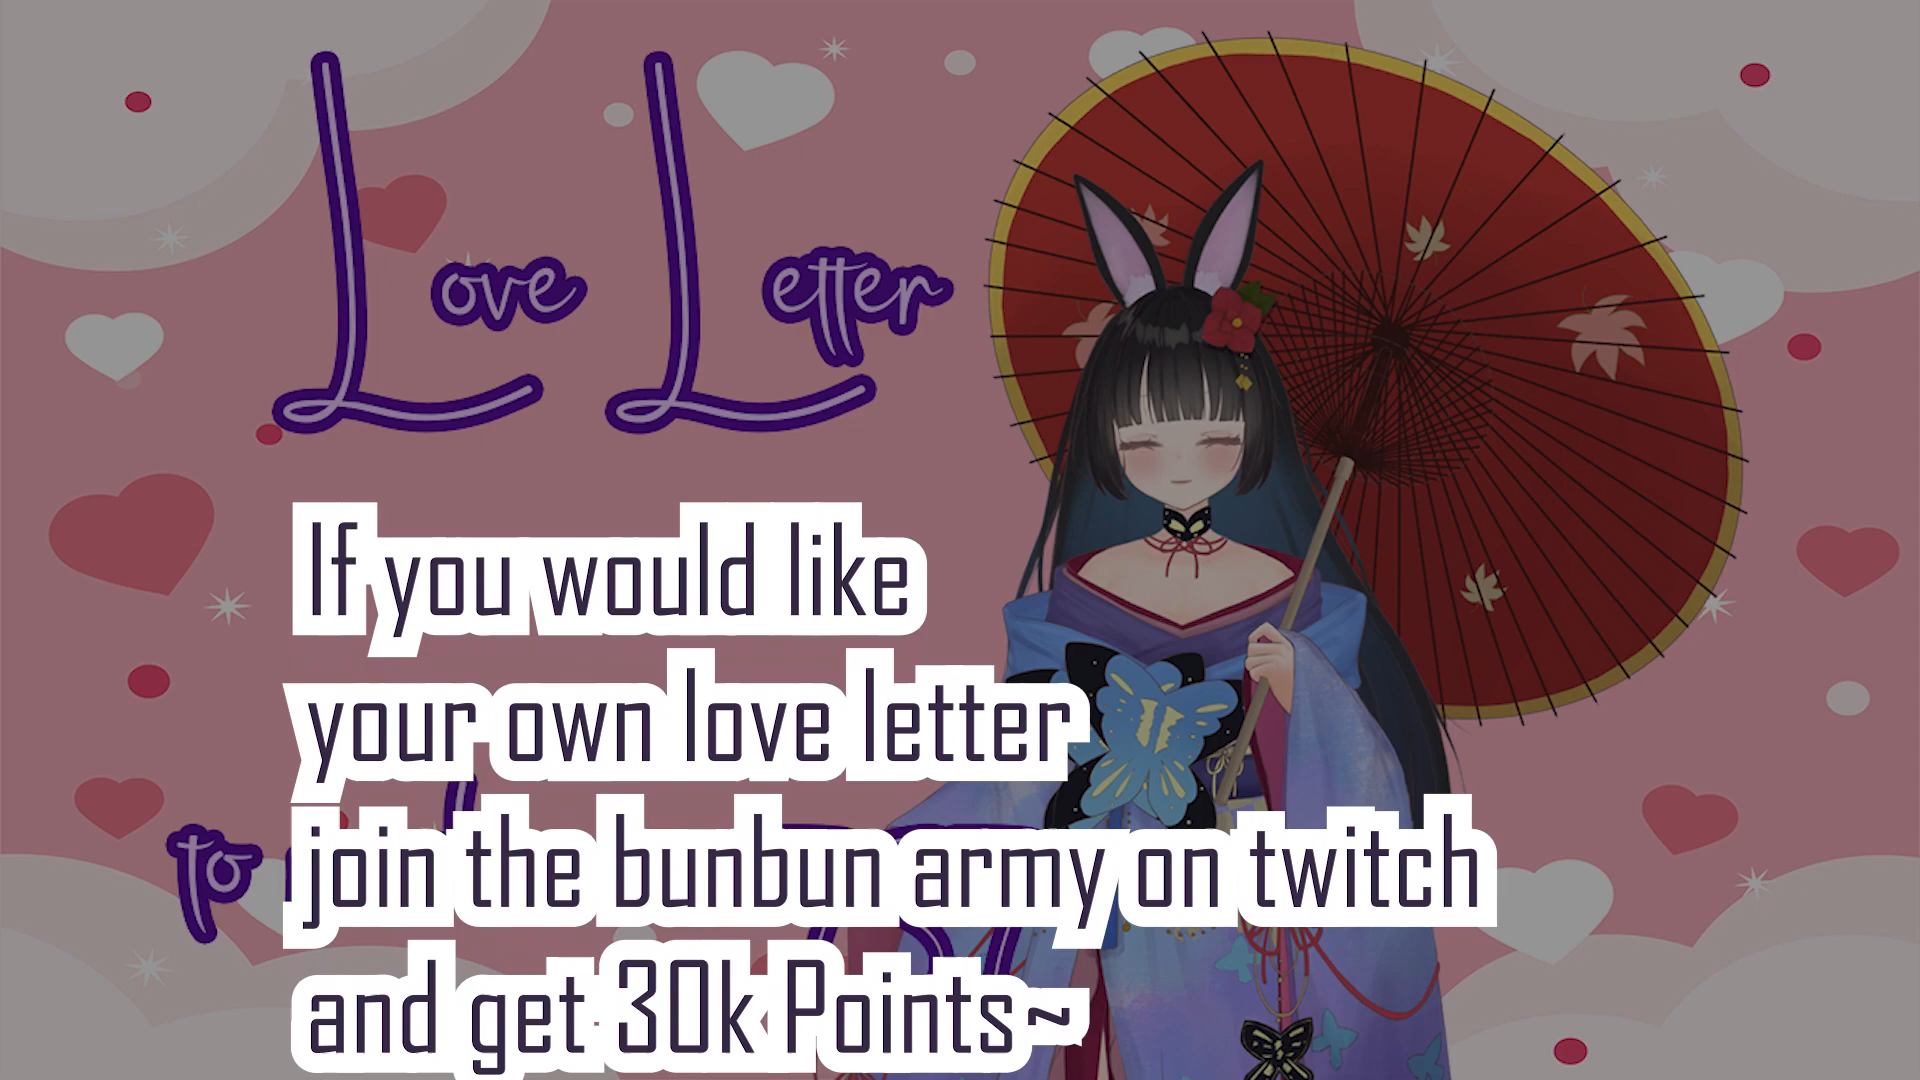 Love Letter
If you would like
your own love letter
to
join the bunbun army on twitch
and get 30k Points~